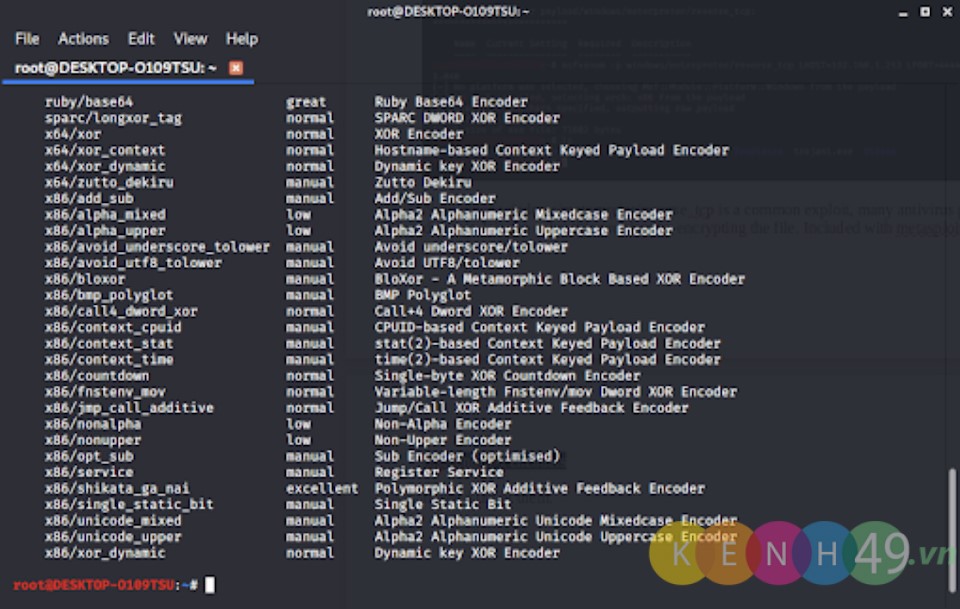 root@DESKTOP-O109TSU:~
File Actions Edit View Help
root@DESKTOP-O109TSU: ~
ruby/base64 great Ruby Base64 Encoder
sparc/longxor_tag normal SPARC DWORD XOR Encoder
x64/xor normal XOR Encoder
x64/xor_context normal Hostname-based Context Keyed Payload Encoder
x64/xor_dynamic normal Dynamic key XOR Encoder
x64/zutto_dekiru manual Zutto Dekiru
x86/add_sub manual Add/Sub Encoder
x86/alpha_mixed low Alpha2 Alphanumeric Mixedcase Encoder
x86/alpha_upper low Alpha2 Alphanumeric Uppercase Encoder
x86/avoid_underscore_tolower manual Avoid underscore/tolower
x86/avoid_utf8_tolower manual Avoid UTF8/tolower
x86/bloxor manual BloXor - A Metamorphic Block Based XOR Encoder
x86/bmp_polyglot manual BMP Polyglot
x86/call4_dword_xor normal Call+4 Dword XOR Encoder
x86/context_cpuid manual CPUID-based Context Keyed Payload Encoder
x86/context_stat manual stat(2)-based Context Keyed Payload Encoder
x86/context_time manual time(2)-based Context Keyed Payload Encoder
x86/countdown normal Single-byte XOR Countdown Encoder
x86/fnstenv_mov normal Variable-length Fnstenv/mov Dword XOR Encoder
x86/jmp_call_additive normal Jump/Call XOR Additive Feedback Encoder
x86/nonalpha low Non-Alpha Encoder
x86/nonupper low Non-Upper Encoder
x86/opt_sub manual Sub Encoder (optimised)
x86/service manual Register Service
x86/shikata_ga_nai excellent Polymorphic XOR Additive Feedback Encoder
x86/single_static_bit manual Single Static Bit
x86/unicode_mixed manual Alpha2 Alphanumeric Unicode Mixedcase Encoder
x86/unicode_upper manual Alpha2 Alphanumeric Unicode Uppercase Encoder
x86/xor_dynamic normal Dynamic key XOR Encoder
root@DESKTOP-O109TSU:~#
KENH49.vn